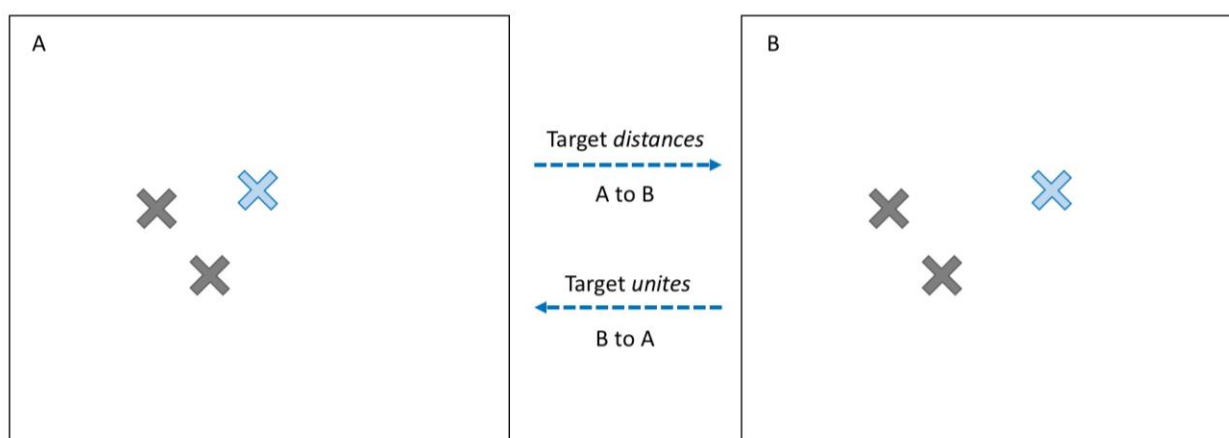 A
Target distances
A to B
Target unites
B to A
B